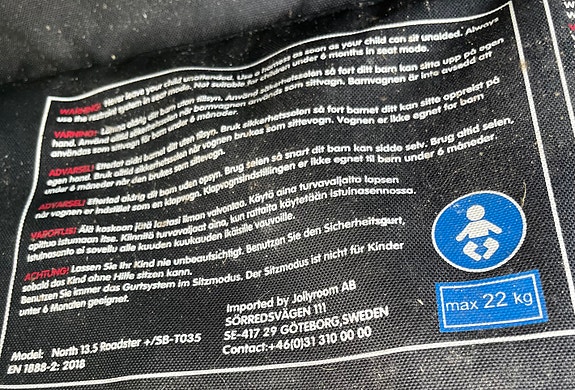 WARNING! Never leave your child unattended. Use a harness as soon as your child can sit unaided. Always
use the restraint system in seat mode. Not suitable for children under 6 months in seat mode.
VARNING! Lämna aldrig ditt barn utan tillsyn. Använd säkerhetsselen så fort ditt barn kan sitta upp på egen
hand. Använd alltid säkerhetsselen när barnvagnen används som sittvagn. Barnvagnen är inte avsedd att
användas som sittvagn för barn under 6 månader.
ADVARSEL! Etterlat aldri barnet ditt uten tilsyn. Bruk sikkerhetsselen så fort barnet ditt kan sitte oppreist på
egen hand. Bruk alltid sikkerhetsselen når vognen brukes som sittevogn. Vognen er ikke egnet for barn
under 6 måneder når den brukes som sittevogn.
ADVARSEL! Efterlad aldrig dit barn uden opsyn. Brug selen så snart dit barn kan sidde selv. Brug altid selen,
når vognen er indstillet som en klapvogn. Klapvognsindstillingen er ikke egnet til børn under 6 måneder.
VAROITUS! Älä koskaan jätä lastasi ilman valvontaa. Käytä aina turvavaljaita lapsen
opittua istumaan itse. Kiinnitä turvavaljaat aina, kun rattaita käytetään istuinasennossa.
Istuinasento ei sovellu alle kuuden kuukauden ikäisille vauvoille.
ACHTUNG! Lassen Sie Ihr Kind nie unbeaufsichtigt. Benutzen Sie den Sicherheitsgurt,
sobald das Kind ohne Hilfe sitzen kann.
Benutzen Sie immer das Gurtsystem im Sitzmodus. Der Sitzmodus ist nicht für Kinder
unter 6 Monaten geeignet.
max 22 kg
Imported by Jollyroom AB
SÖRREDSVÄGEN 111
SE-417 29 GÖTEBORG,SWEDEN
Contact:+46(0)31 310 00 00
Model: North 13.5 Roadster +/SB-T035
EN 1888-2: 2018